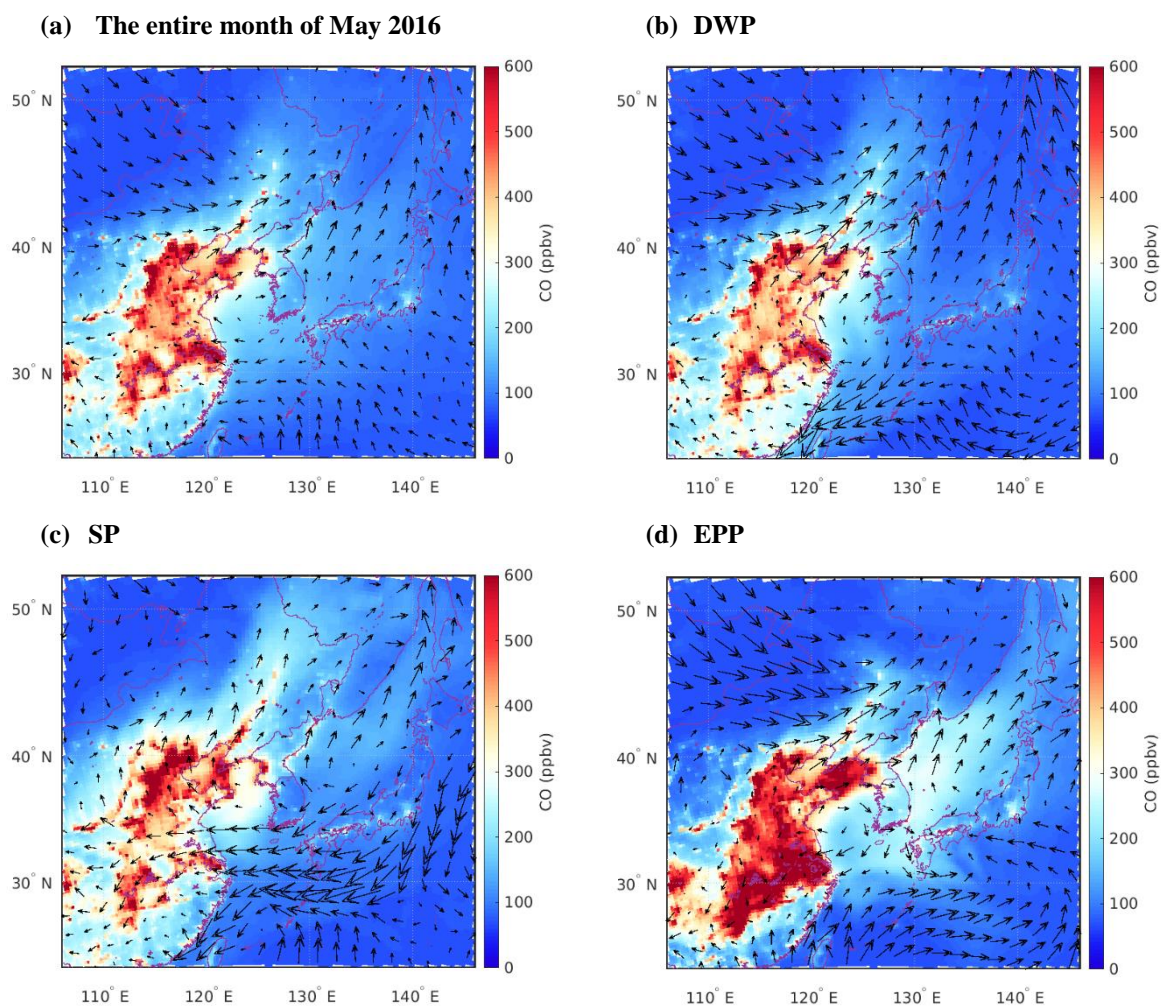 (a) The entire month of May 2016
(b) DWP
50° N
40° N
30° N
110° E
120° E
130° E
140° E
600
500
400
300
200
100
0
CO (ppbv)
50° N
40° N
30° N
110° E
120° E
130° E
140° E
600
500
400
300
200
100
0
CO (ppbv)
(c) SP
(d) EPP
50° N
40° N
30° N
110° E
120° E
130° E
140° E
600
500
400
300
200
100
0
CO (ppbv)
50° N
40° N
30° N
110° E
120° E
130° E
140° E
600
500
400
300
200
100
0
CO (ppbv)